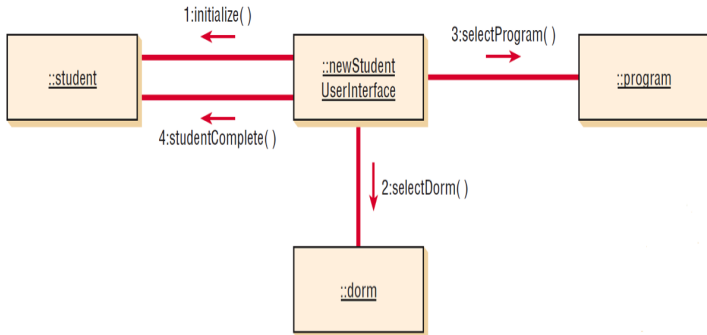 1:initialize( )
::student
::newStudent
UserInterface
3:selectProgram( )
::program
4:studentComplete( )
2:selectDorm( )
::dorm